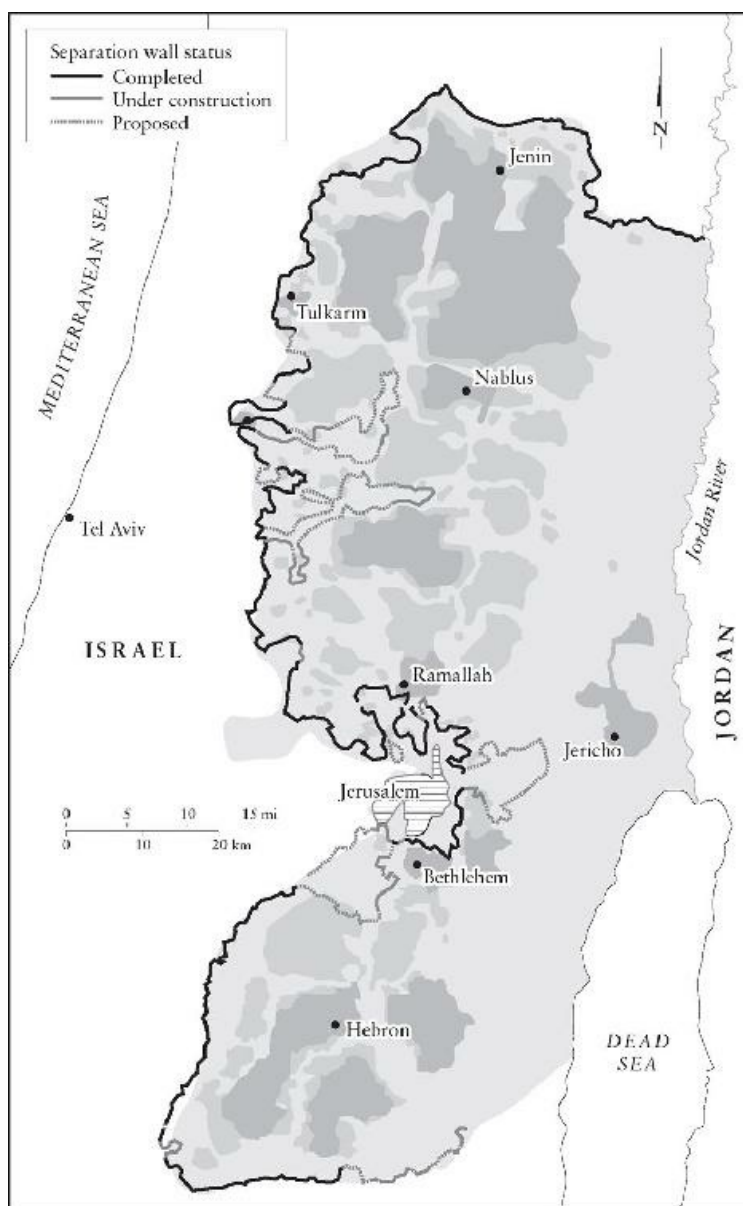 Separation wall status
Completed
Under construction
Proposed
N
Jenin
MEDITERRANEAN SEA
Tulkarm
Nablus
Tel Aviv
Jordan River
ISRAEL
Ramallah
JORDAN
Jericho
Jerusalem
0 5 10 15 mi
0 10 20 km
Bethlehem
Hebron
DEAD
SEA